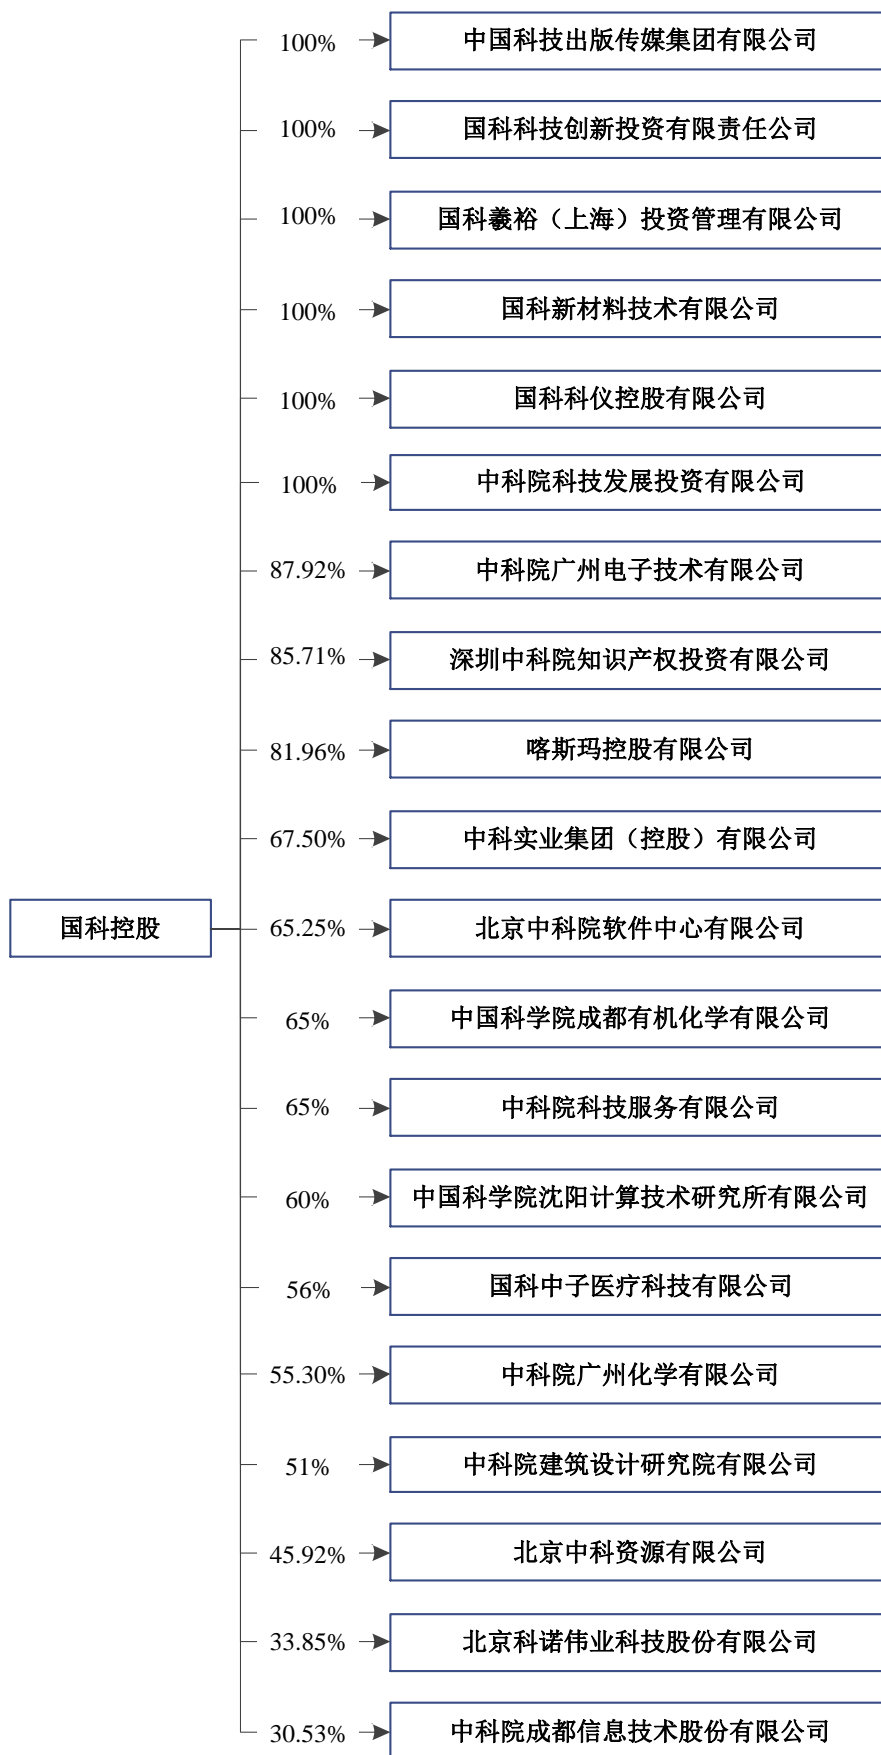 100% 中国科技出版传媒集团有限公司
100% 国科科技创新投资有限责任公司
100% 国科羲裕（上海）投资管理有限公司
100% 国科新材料技术有限公司
100% 国科科仪控股有限公司
100% 中科院科技发展投资有限公司
87.92% 中科院广州电子技术有限公司
85.71% 深圳中科院知识产权投资有限公司
81.96% 喀斯玛控股有限公司
67.50% 中科实业集团（控股）有限公司
国科控股 65.25% 北京中科院软件中心有限公司
65% 中国科学院成都有机化学有限公司
65% 中科院科技服务有限公司
60% 中国科学院沈阳计算技术研究所有限公司
56% 国科中子医疗科技有限公司
55.30% 中科院广州化学有限公司
51% 中科院建筑设计研究院有限公司
45.92% 北京中科资源有限公司
33.85% 北京科诺伟业科技股份有限公司
30.53% 中科院成都信息技术股份有限公司